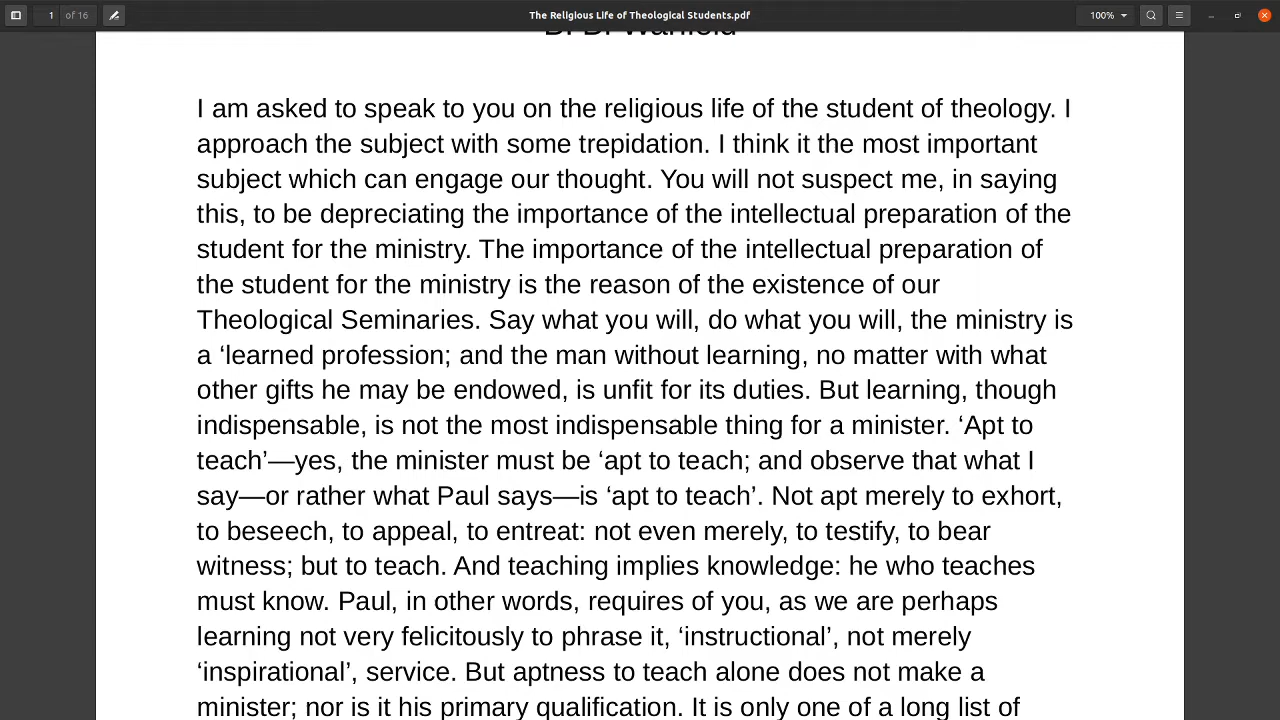 1 of 16
The Religious Life of Theological Students.pdf
100%
I am asked to speak to you on the religious life of the student of theology. I
approach the subject with some trepidation. I think it the most important
subject which can engage our thought. You will not suspect me, in saying
this, to be depreciating the importance of the intellectual preparation of the
student for the ministry. The importance of the intellectual preparation of
the student for the ministry is the reason of the existence of our
Theological Seminaries. Say what you will, do what you will, the ministry is
a ‘learned profession; and the man without learning, no matter with what
other gifts he may be endowed, is unfit for its duties. But learning, though
indispensable, is not the most indispensable thing for a minister. ‘Apt to
teach’—yes, the minister must be ‘apt to teach; and observe that what I
say—or rather what Paul says—is ‘apt to teach’. Not apt merely to exhort,
to beseech, to appeal, to entreat: not even merely, to testify, to bear
witness; but to teach. And teaching implies knowledge: he who teaches
must know. Paul, in other words, requires of you, as we are perhaps
learning not very felicitously to phrase it, ‘instructional’, not merely
‘inspirational’, service. But aptness to teach alone does not make a
minister; nor is it his primary qualification. It is only one of a long list of